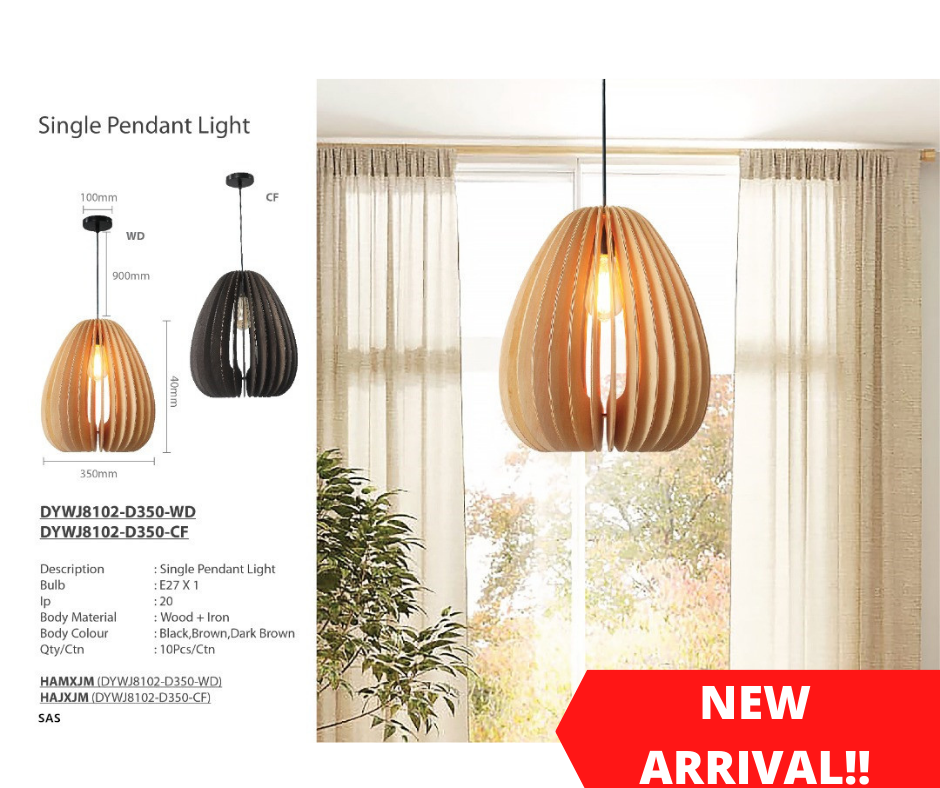 Single Pendant Light
100mm
CF
WD
900mm
40mm
350mm
DYWJ8102-D350-WD
DYWJ8102-D350-CF
Description : Single Pendant Light
Bulb : E27 X 1
Ip : 20
Body Material : Wood + Iron
Body Colour : Black,Brown,Dark Brown
Qty/Ctn : 10Pcs/Ctn
HAMXJM (DYWJ8102-D350-WD)
HAJXJM (DYWJ8102-D350-CF)
SAS
NEW
ARRIVAL!!